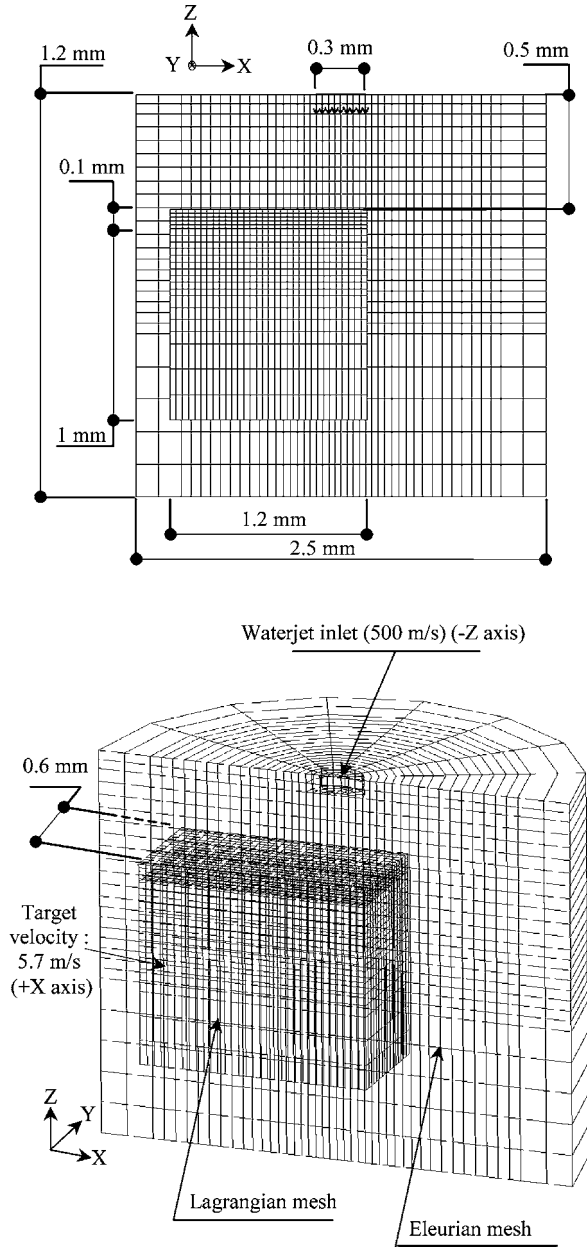 Z
Y
X
1.2 mm
0.3 mm
0.5 mm
0.1 mm
1 mm
1.2 mm
2.5 mm
Waterjet inlet (500 m/s) (-Z axis)
0.6 mm
Target
velocity :
5.7 m/s
(+X axis)
Z
Y
X
Lagrangian mesh
Eleurian mesh